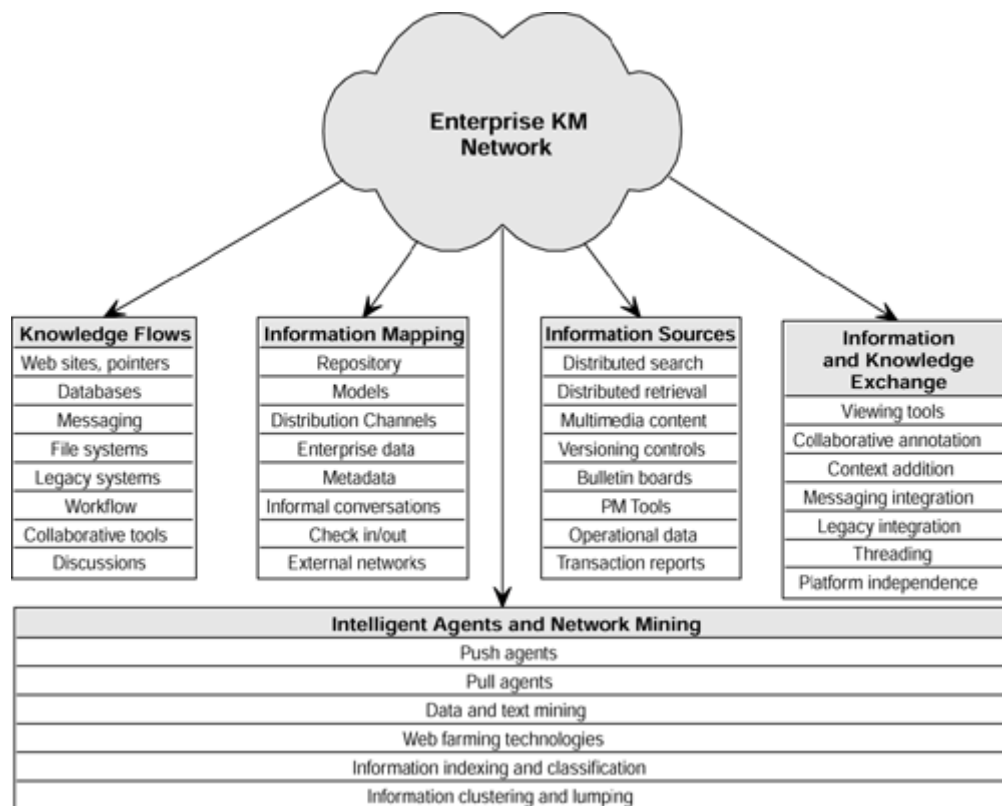 Enterprise KM
Network
Knowledge Flows
Web sites, pointers
Databases
Messaging
File systems
Legacy systems
Workflow
Collaborative tools
Discussions
Information Mapping
Repository
Models
Distribution Channels
Enterprise data
Metadata
Informal conversations
Check in/out
External networks
Information Sources
Distributed search
Distributed retrieval
Multimedia content
Versioning controls
Bulletin boards
PM Tools
Operational data
Transaction reports
Information
and Knowledge
Exchange
Viewing tools
Collaborative annotation
Context addition
Messaging integration
Legacy integration
Threading
Platform independence
Intelligent Agents and Network Mining
Push agents
Pull agents
Data and text mining
Web farming technologies
Information indexing and classification
Information clustering and lumping